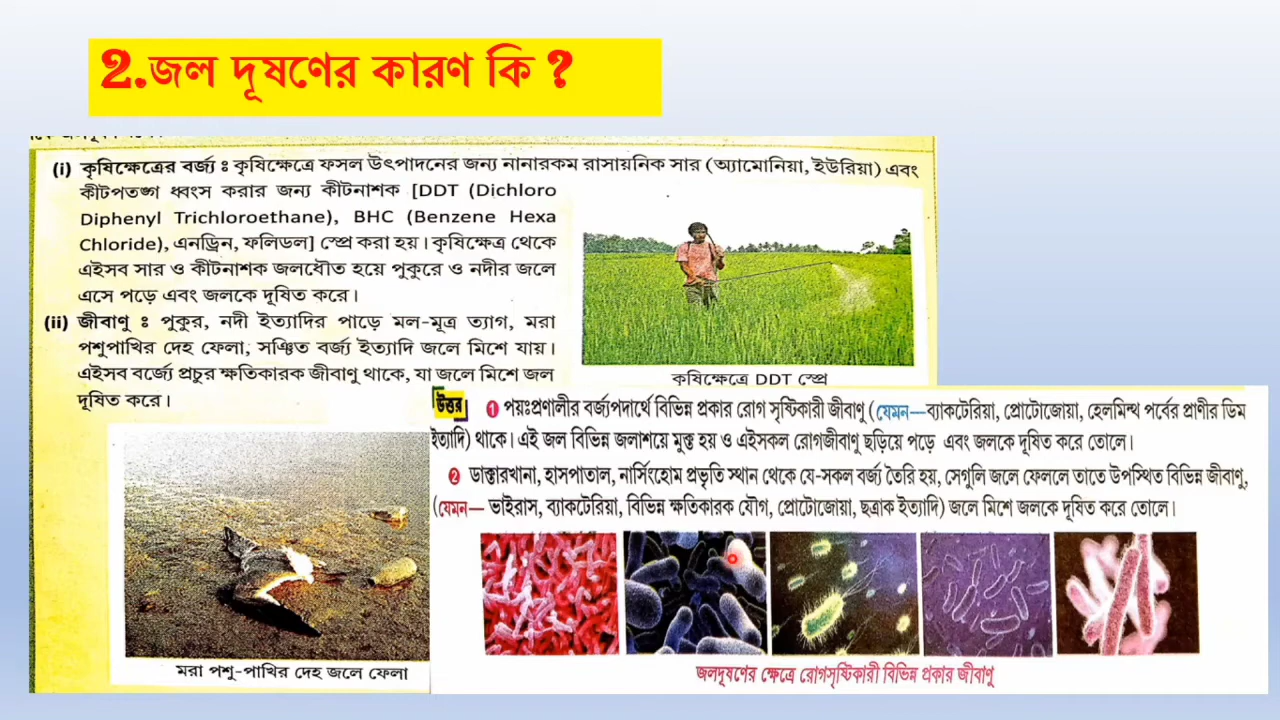 2.জল দূষণের কারণ কি ?
(i) কৃষিক্ষেত্রের বর্জ্য : কৃষিক্ষেত্রে ফসল উৎপাদনের জন্য নানারকম রাসায়নিক সার (অ্যামোনিয়া, ইউরিয়া) এবং
কীটপতঙ্গ ধ্বংস করার জন্য কীটনাশক [DDT (Dichloro
Diphenyl Trichloroethane), BHC (Benzene Hexa
Chloride), এনড্রিন, ফলিডল] স্প্রে করা হয়। কৃষিক্ষেত্র থেকে
এইসব সার ও কীটনাশক জলধৌত হয়ে পুকুরে ও নদীর জলে
এসে পড়ে এবং জলকে দূষিত করে।
(ii) জীবাণু : পুকুর, নদী ইত্যাদির পাড়ে মল-মূত্র ত্যাগ, মরা
পশুপাখির দেহ ফেলা, সঞ্চিত বর্জ্য ইত্যাদি জলে মিশে যায়।
এইসব বর্জ্যে প্রচুর ক্ষতিকারক জীবাণু থাকে, যা জলে মিশে জল
দূষিত করে।
কৃষিক্ষেত্রে DDT স্প্রে
মরা পশু-পাখির দেহ জলে ফেলা
উত্তর 1 পয়ঃপ্রণালীর বর্জ্যপদার্থে বিভিন্ন প্রকার রোগ সৃষ্টিকারী জীবাণু (যেমন—ব্যাকটেরিয়া, প্রোটোজোয়া, হেলমিন্থ পর্বের প্রাণীর ডিম
ইত্যাদি) থাকে। এই জল বিভিন্ন জলাশয়ে মুক্ত হয় ও এইসকল রোগজীবাণু ছড়িয়ে পড়ে এবং জলকে দূষিত করে তোলে।
2 ডাক্তারখানা, হাসপাতাল, নার্সিংহোম প্রভৃতি স্থান থেকে যে-সকল বর্জ্য তৈরি হয়, সেগুলি জলে ফেললে তাতে উপস্থিত বিভিন্ন জীবাণু,
(যেমন— ভাইরাস, ব্যাকটেরিয়া, বিভিন্ন ক্ষতিকারক যৌগ, প্রোটোজোয়া, ছত্রাক ইত্যাদি) জলে মিশে জলকে দূষিত করে তোলে।
জলদূষণের ক্ষেত্রে রোগসৃষ্টিকারী বিভিন্ন প্রকার জীবাণু